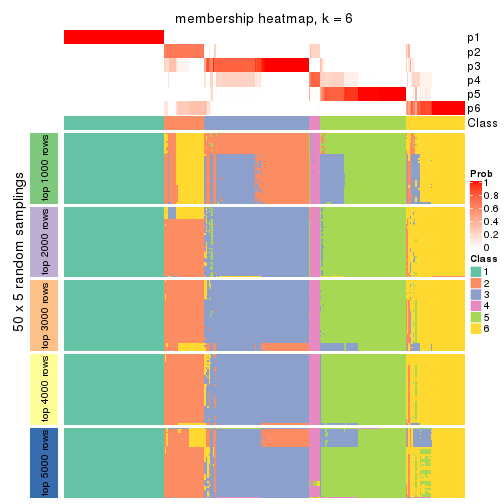 membership heatmap, k = 6
p1
p2
p3
p4
p5
p6
Class
50 x 5 random samplings
top 1000 rows
top 2000 rows
top 3000 rows
top 4000 rows
top 5000 rows
Prob
1
0.8
0.6
0.4
0.2
0
Class
1
2
3
4
5
6